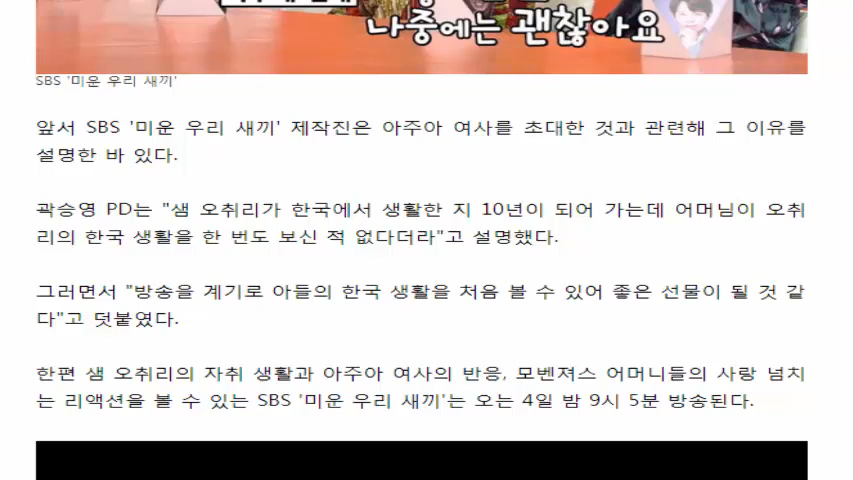 나중에는 괜찮아요
SBS '미운 우리 새끼'
앞서 SBS '미운 우리 새끼' 제작진은 아주아 여사를 초대한 것과 관련해 그 이유를
설명한 바 있다.
곽승영 PD는 "샘 오취리가 한국에서 생활한 지 10년이 되어 가는데 어머님이 오취
리의 한국 생활을 한 번도 보신 적 없다더라"고 설명했다.
그러면서 "방송을 계기로 아들의 한국 생활을 처음 볼 수 있어 좋은 선물이 될 것 같
다"고 덧붙였다.
한편 샘 오취리의 자취 생활과 아주아 여사의 반응, 모벤져스 어머니들의 사랑 넘치
는 리액션을 볼 수 있는 SBS '미운 우리 새끼'는 오는 4일 밤 9시 5분 방송된다.